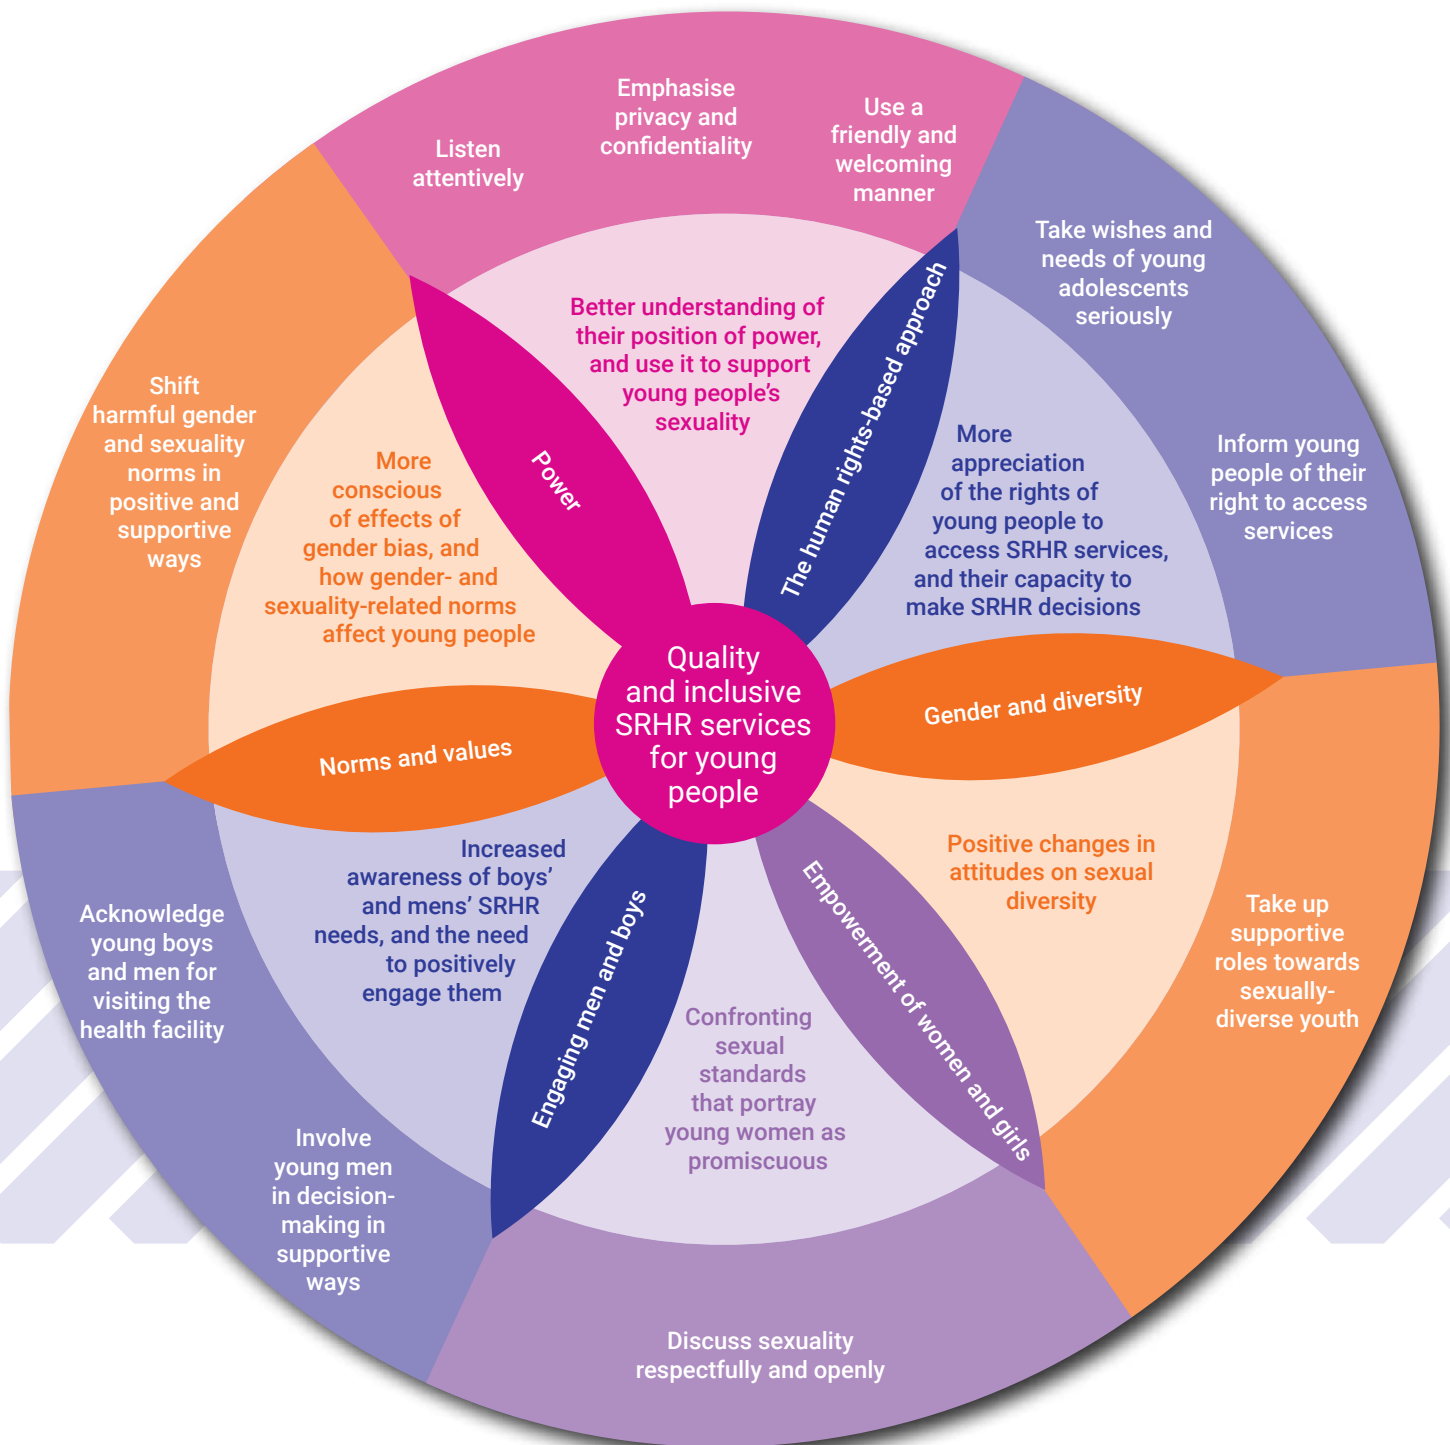 Emphasise
privacy and
confidentiality
Listen
attentively
Use a
friendly and
welcoming
manner
Take wishes and
needs of young
adolescents
seriously
Inform young
people of their
right to access
services
Take up
supportive
roles towards
sexually-
diverse youth
Discuss sexuality
respectfully and openly
Involve
young men
in decision-
making in
supportive
ways
Acknowledge
young boys
and men for
visiting the
health facility
Shift
harmful gender
and sexuality
norms in
positive and
supportive
ways
Better understanding of
their position of power,
and use it to support
young people’s
sexuality
More
appreciation
of the rights of
young people to
access SRHR services,
and their capacity to
make SRHR decisions
Positive changes in
attitudes on sexual
diversity
Confronting
sexual
standards
that portray
young women as
promiscuous
Increased
awareness of boys’
and mens’ SRHR
needs, and the need
to positively
engage them
More
conscious
of effects of
gender bias, and
how gender- and
sexuality-related norms
affect young people
Power
The human rights-based approach
Gender and diversity
Empowerment of women and girls
Engaging men and boys
Norms and values
Quality
and inclusive
SRHR services
for young
people